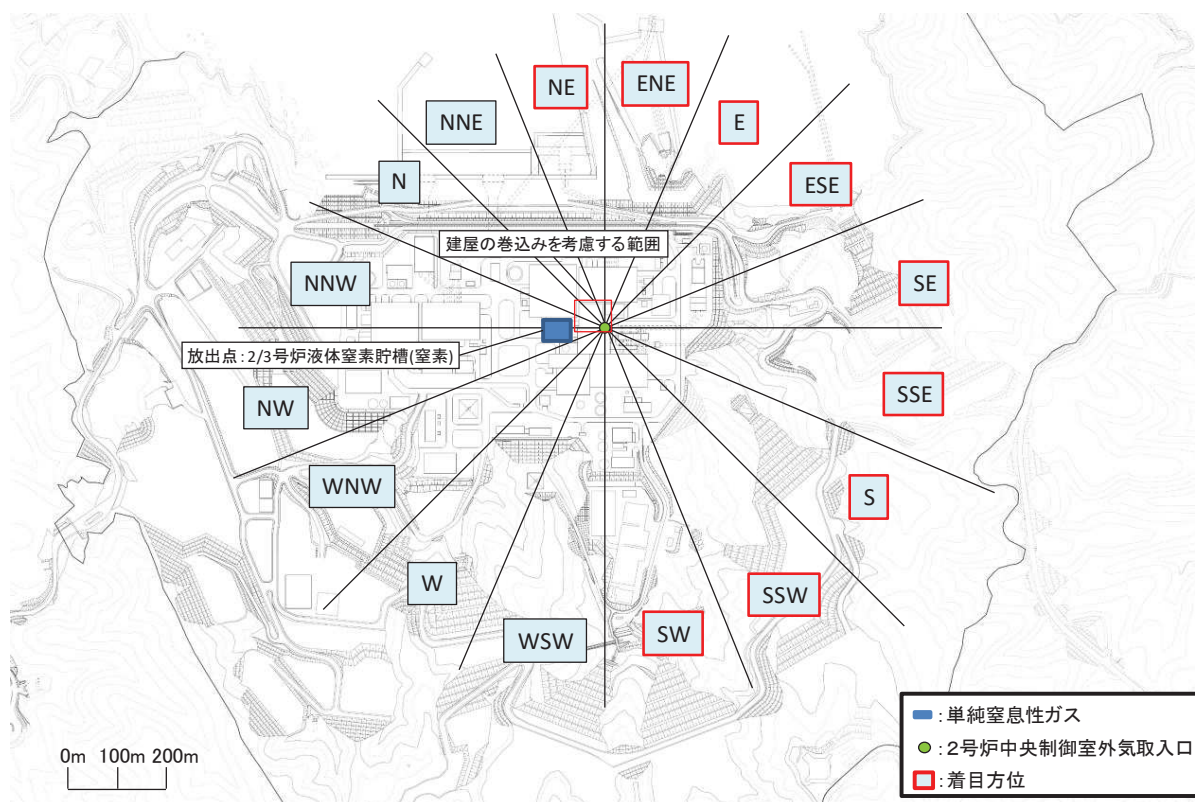 NE
ENE
NNE
E
N
ESE
建屋の巻込みを考慮する範囲
NNW
SE
放出点:2/3号炉液体窒素貯槽(窒素)
NW
SSE
WNW
S
W
SSW
WSW
SW
0m 100m 200m
:単純窒息性ガス
:2号炉中央制御室外気取入口
:着目方位